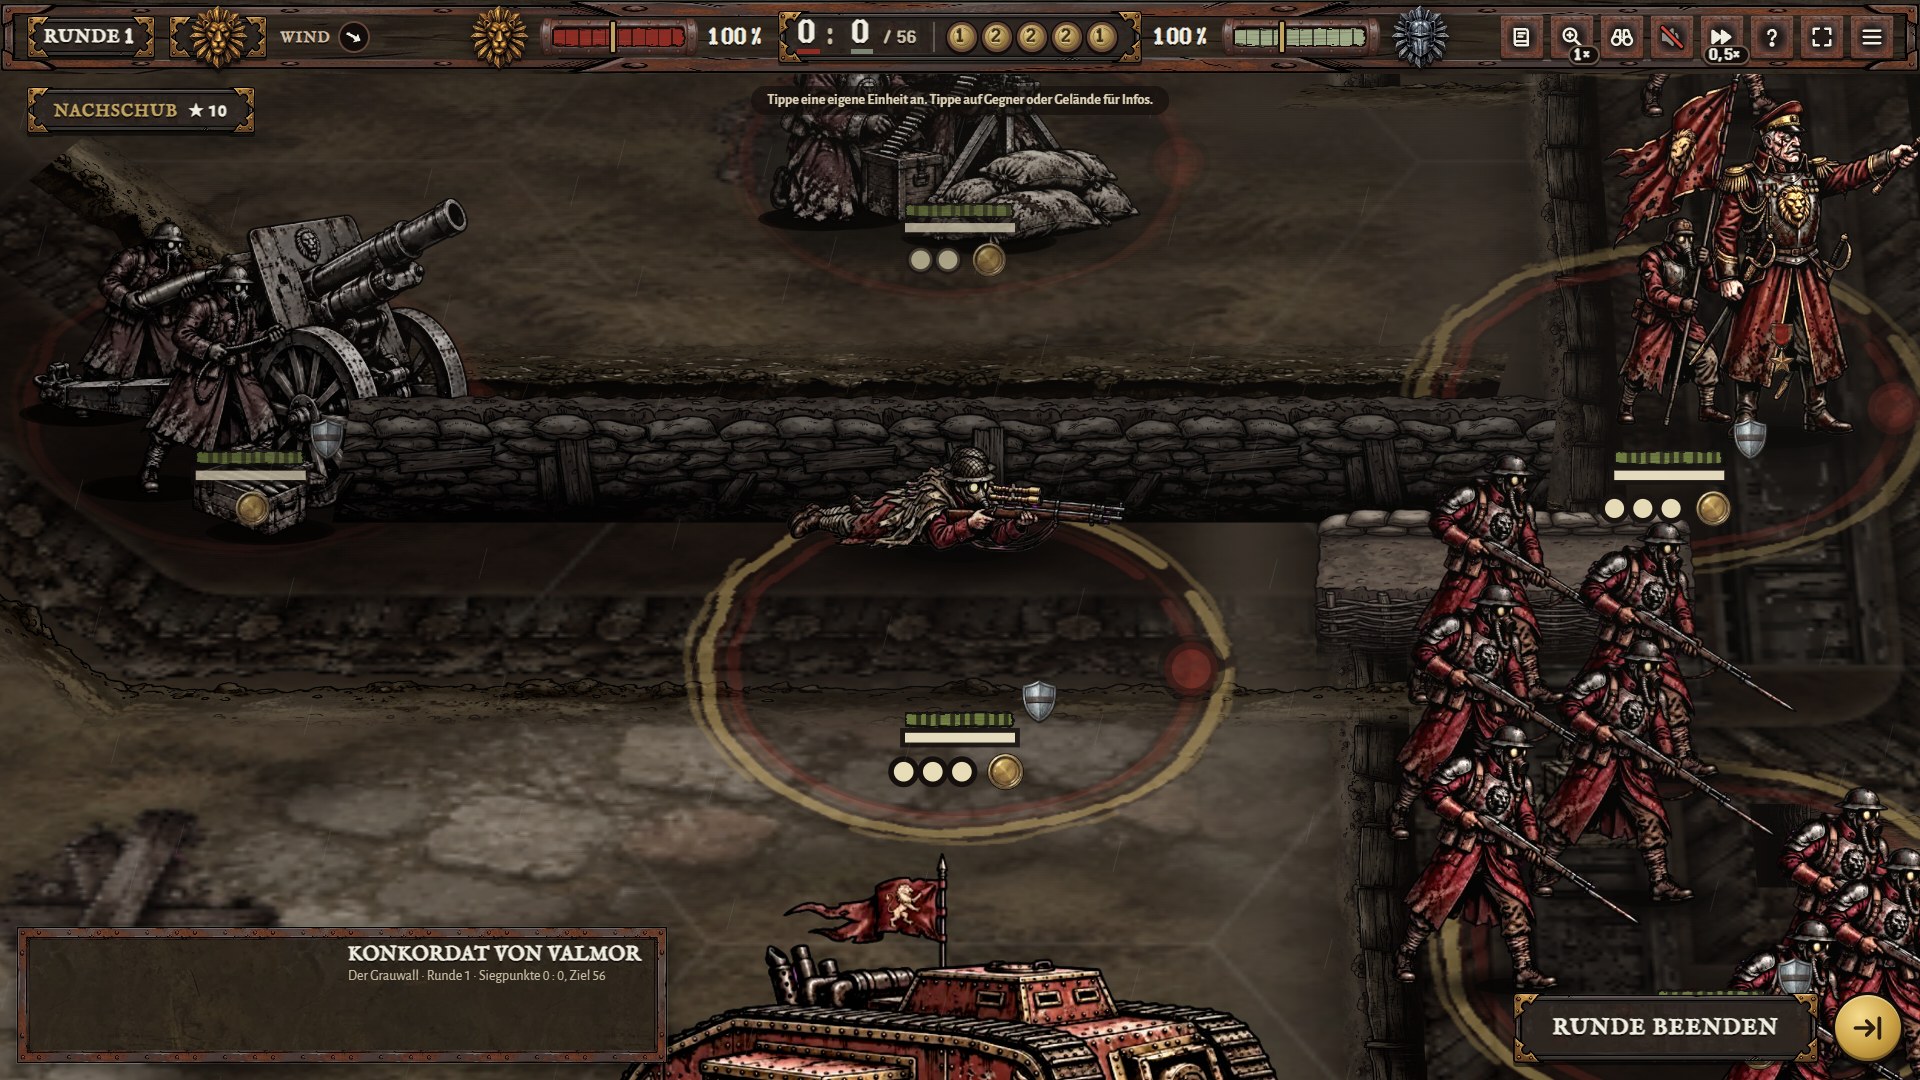 RUNDE 1
WIND
100 %
0 : 0 / 56
1 2 2 2 1
100 %
1×
0,5×
?
NACHSCHUB ★ 10
Tippe eine eigene Einheit an. Tippe auf Gegner oder Gelände für Infos.
KONKORDAT VON VALMOR
Der Grauwall · Runde 1 · Siegpunkte 0 : 0, Ziel 56
RUNDE BEENDEN